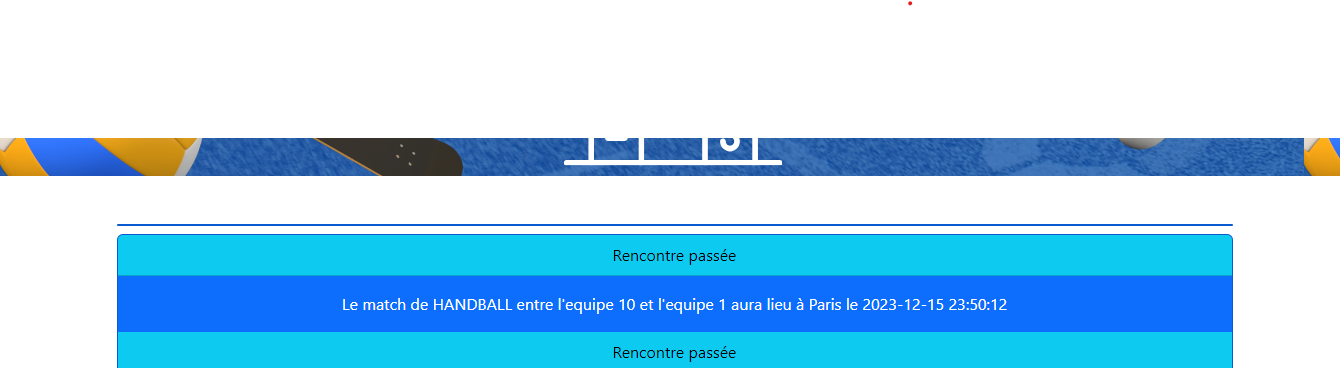 Rencontre passée
Le match de HANDBALL entre l'equipe 10 et l'equipe 1 aura lieu à Paris le 2023-12-15 23:50:12
Rencontre passée